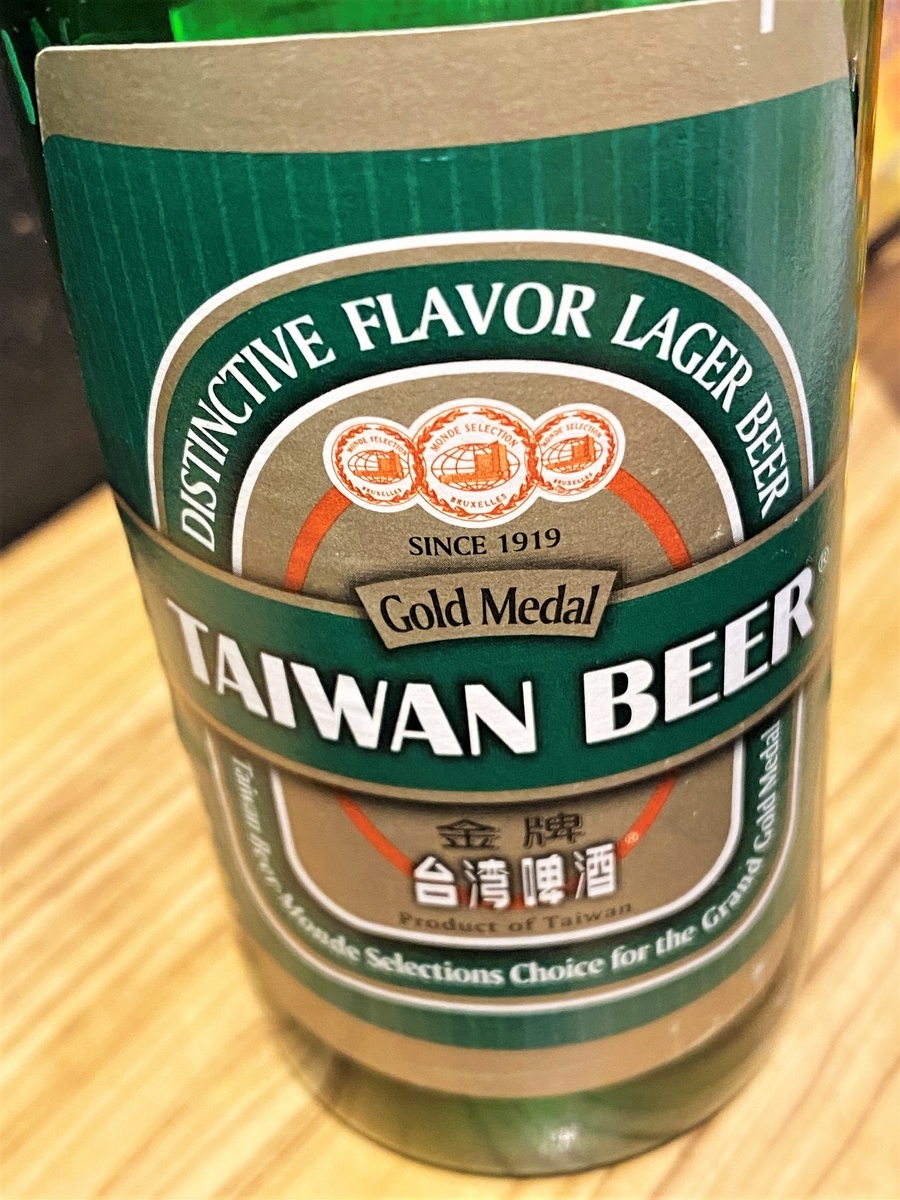 DISTINCTIVE FLAVOR LAGER BEER
MONDE SELECTION
BRUXELLES
MONDE SELECTION
BRUXELLES
MONDE SELECTION
BRUXELLES
SINCE 1919
Gold Medal
TAIWAN BEER®
金牌
台湾啤酒®
Product of Taiwan
Taiwan Beer-Monde Selections Choice for the Grand Gold Medal